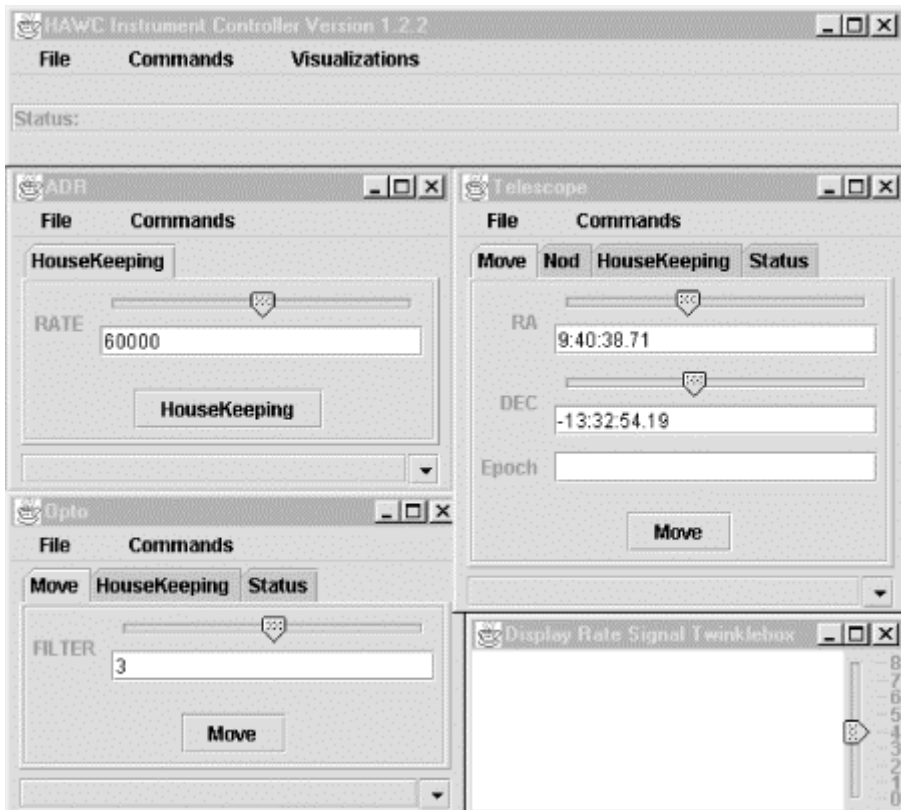 HAWC Instrument Controller Version 1.2.2
File Commands Visualizations
Status:
ADR
File Commands
HouseKeeping
RATE
60000
HouseKeeping
Telescope
File Commands
Move Nod HouseKeeping Status
RA
9:40:38.71
DEC
-13:32:54.19
Epoch
Move
Opto
File Commands
Move HouseKeeping Status
FILTER
3
Move
Display Rate Signal Twinklebox
8
7
6
5
4
3
2
1
0